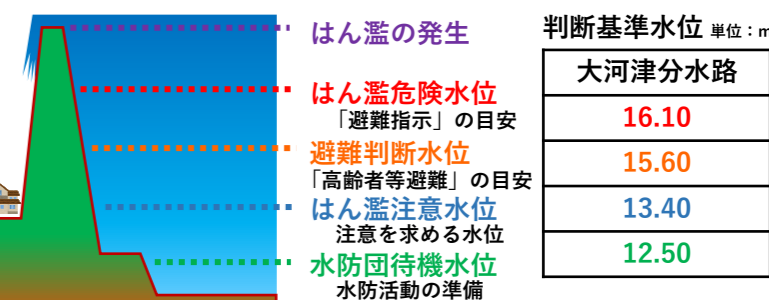 はん濫の発生
はん濫危険水位
「避難指示」の目安
避難判断水位
「高齢者等避難」の目安
はん濫注意水位
注意を求める水位
水防団待機水位
水防活動の準備
判断基準水位 単位：m
大河津分水路
16.10
15.60
13.40
12.50